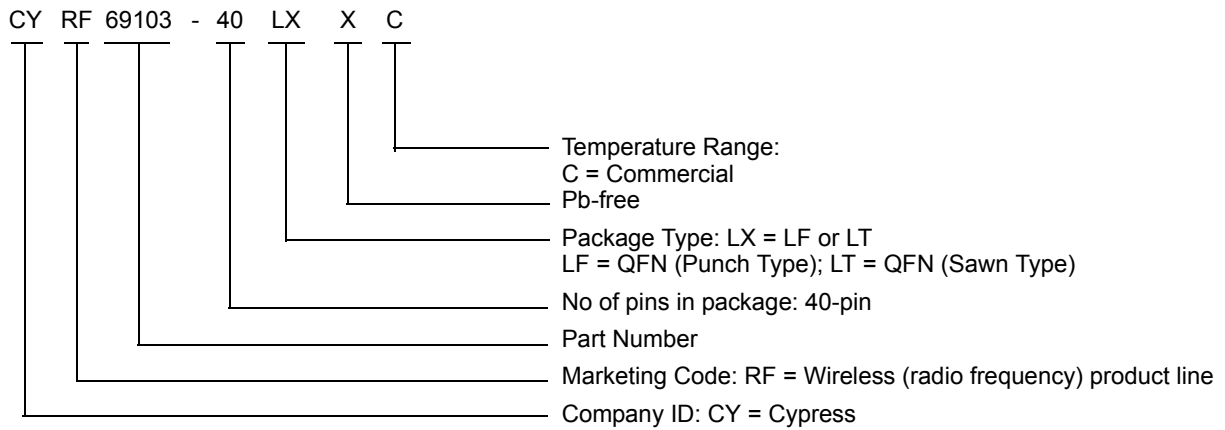 CY RF 69103 - 40 LX X C
Temperature Range:
C = Commercial
Pb-free
Package Type: LX = LF or LT
LF = QFN (Punch Type); LT = QFN (Sawn Type)
No of pins in package: 40-pin
Part Number
Marketing Code: RF = Wireless (radio frequency) product line
Company ID: CY = Cypress